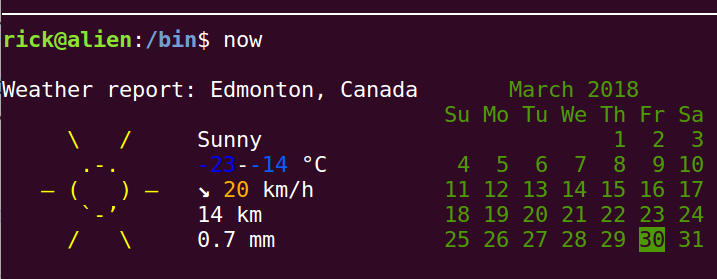 rick@alien:/bin$ now
Weather report: Edmonton, Canada March 2018
Su Mo Tu We Th Fr Sa
\ / Sunny 1 2 3
.-. -23--14 °C 4 5 6 7 8 9 10
― ( ) ― ↘ 20 km/h 11 12 13 14 15 16 17
`-’ 14 km 18 19 20 21 22 23 24
/ \ 0.7 mm 25 26 27 28 29 30 31